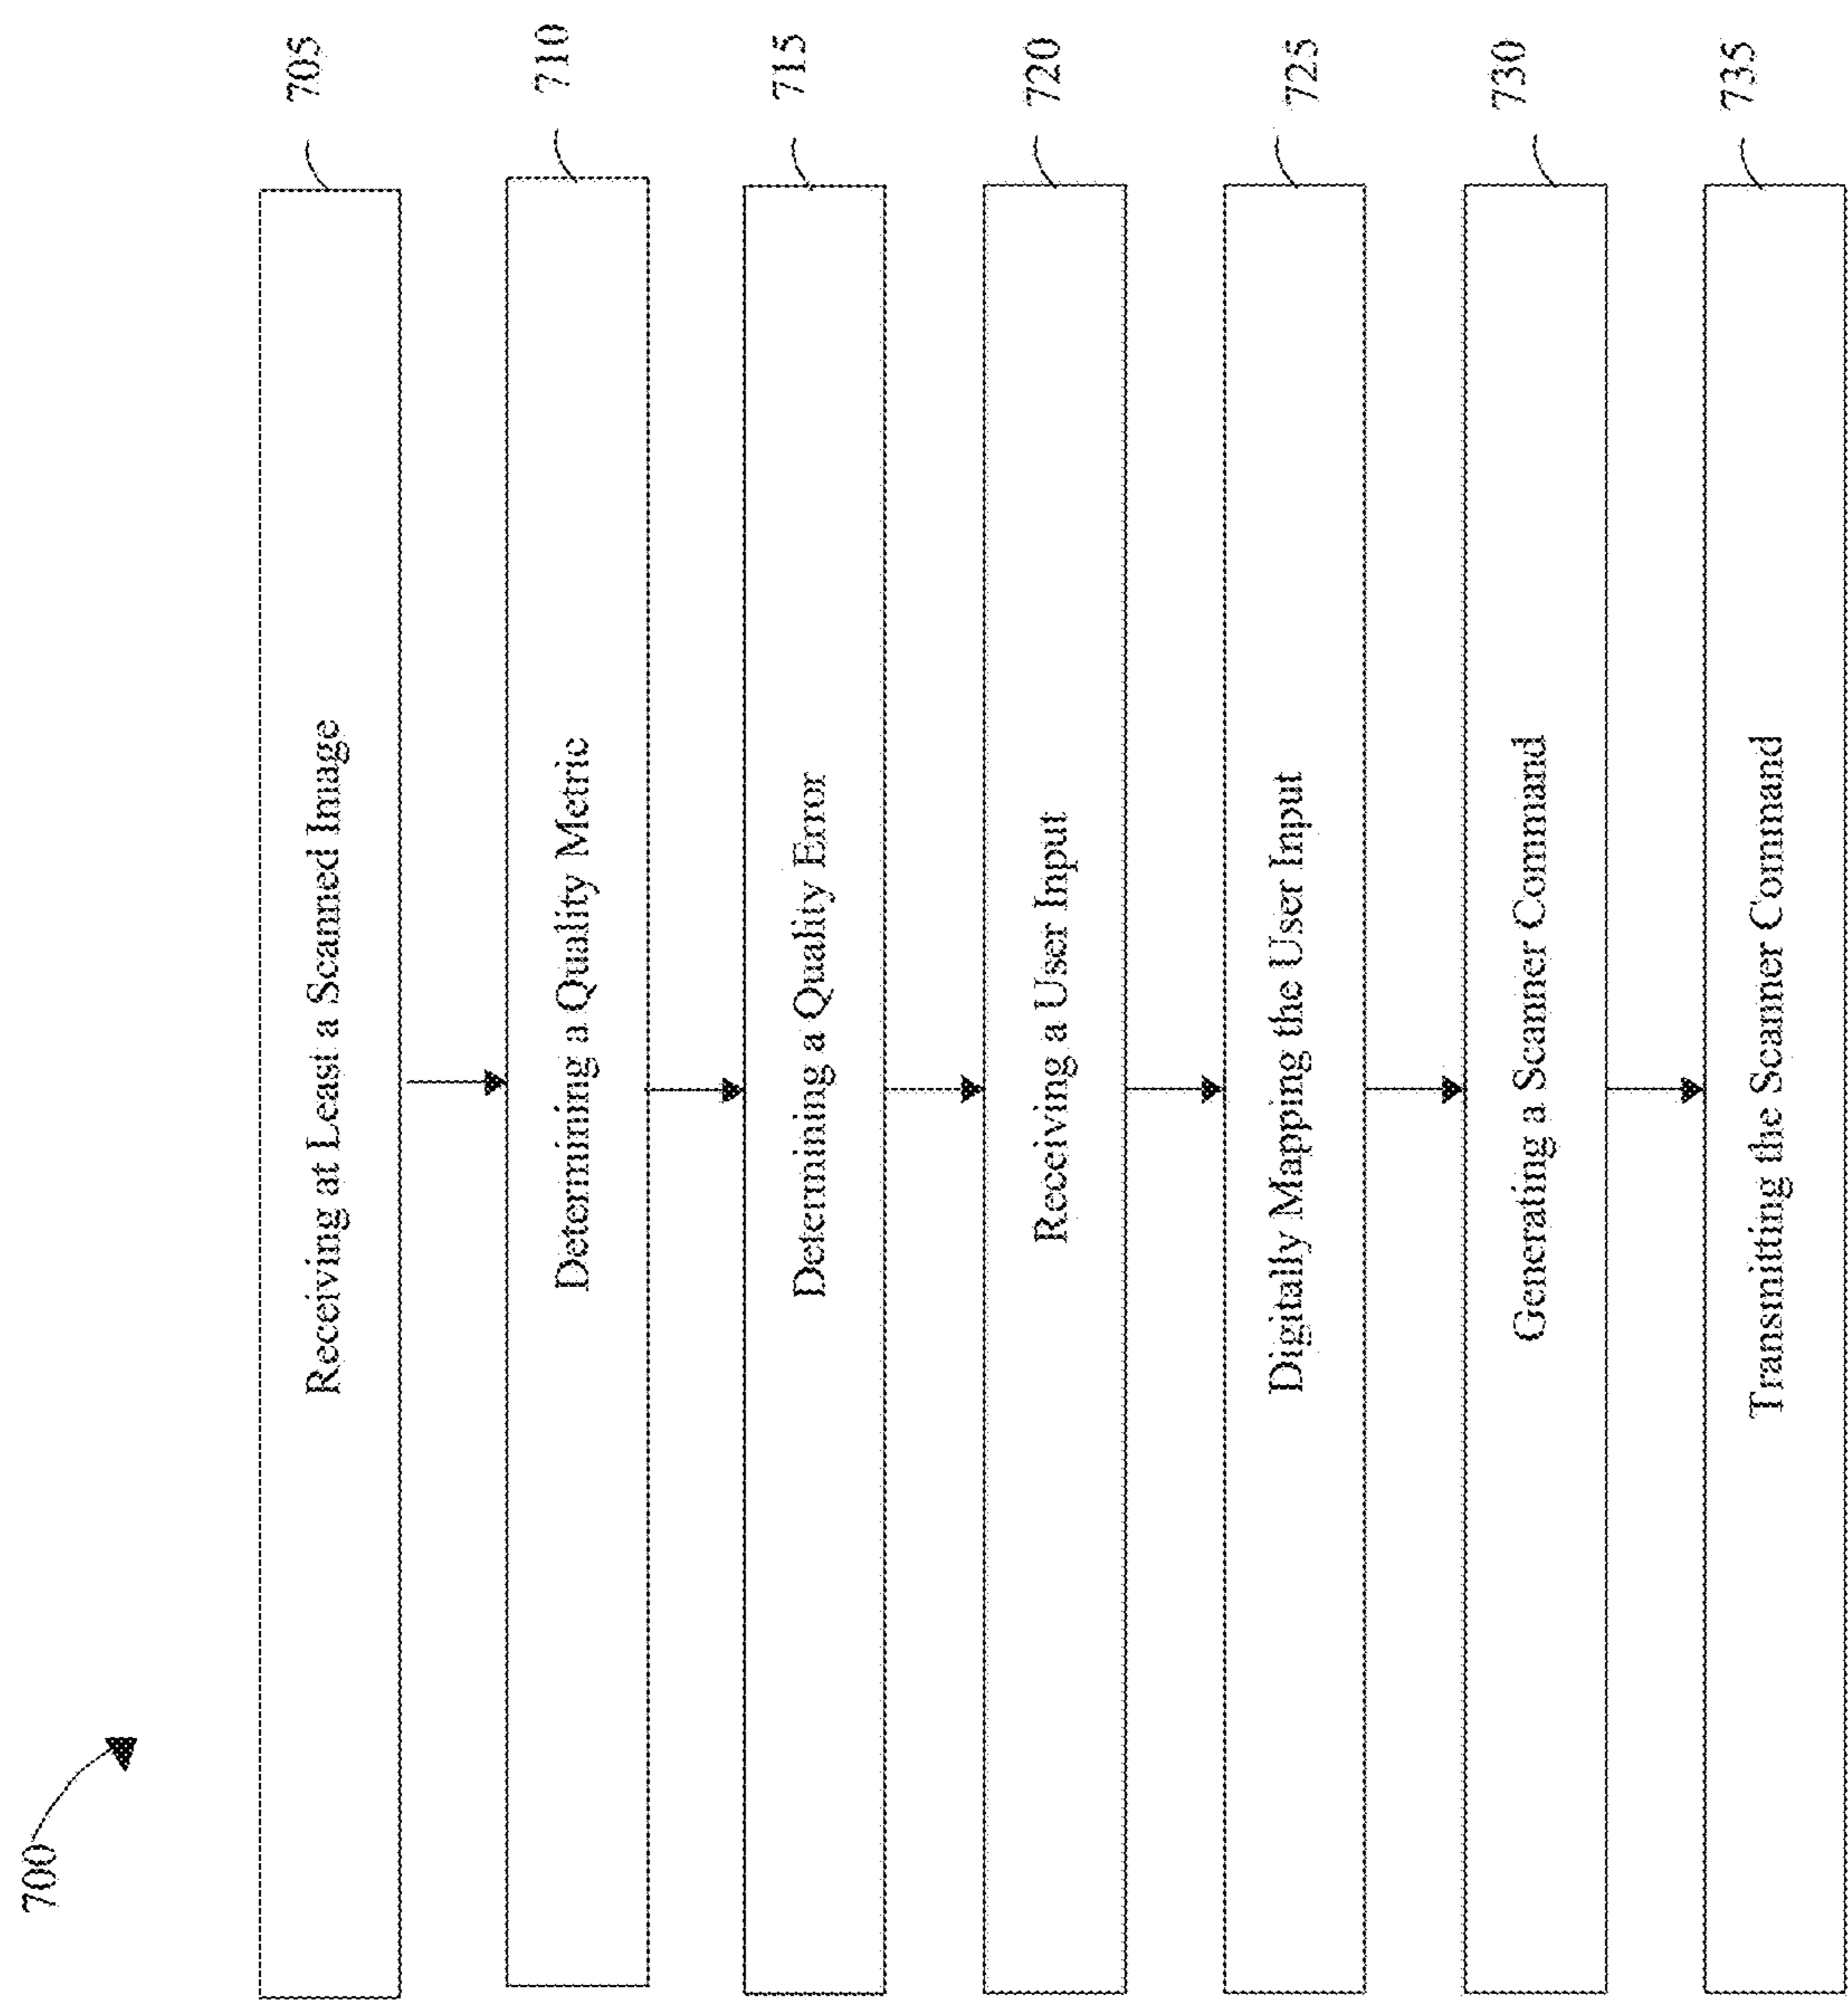 700
Receiving at Least a Scanned Image
705
Determining a Quality Metric
710
Determining a Quality Error
715
Receiving a User Input
720
Digitally Mapping the User Input
725
Generating a Scanner Command
730
Transmitting the Scanner Command
735